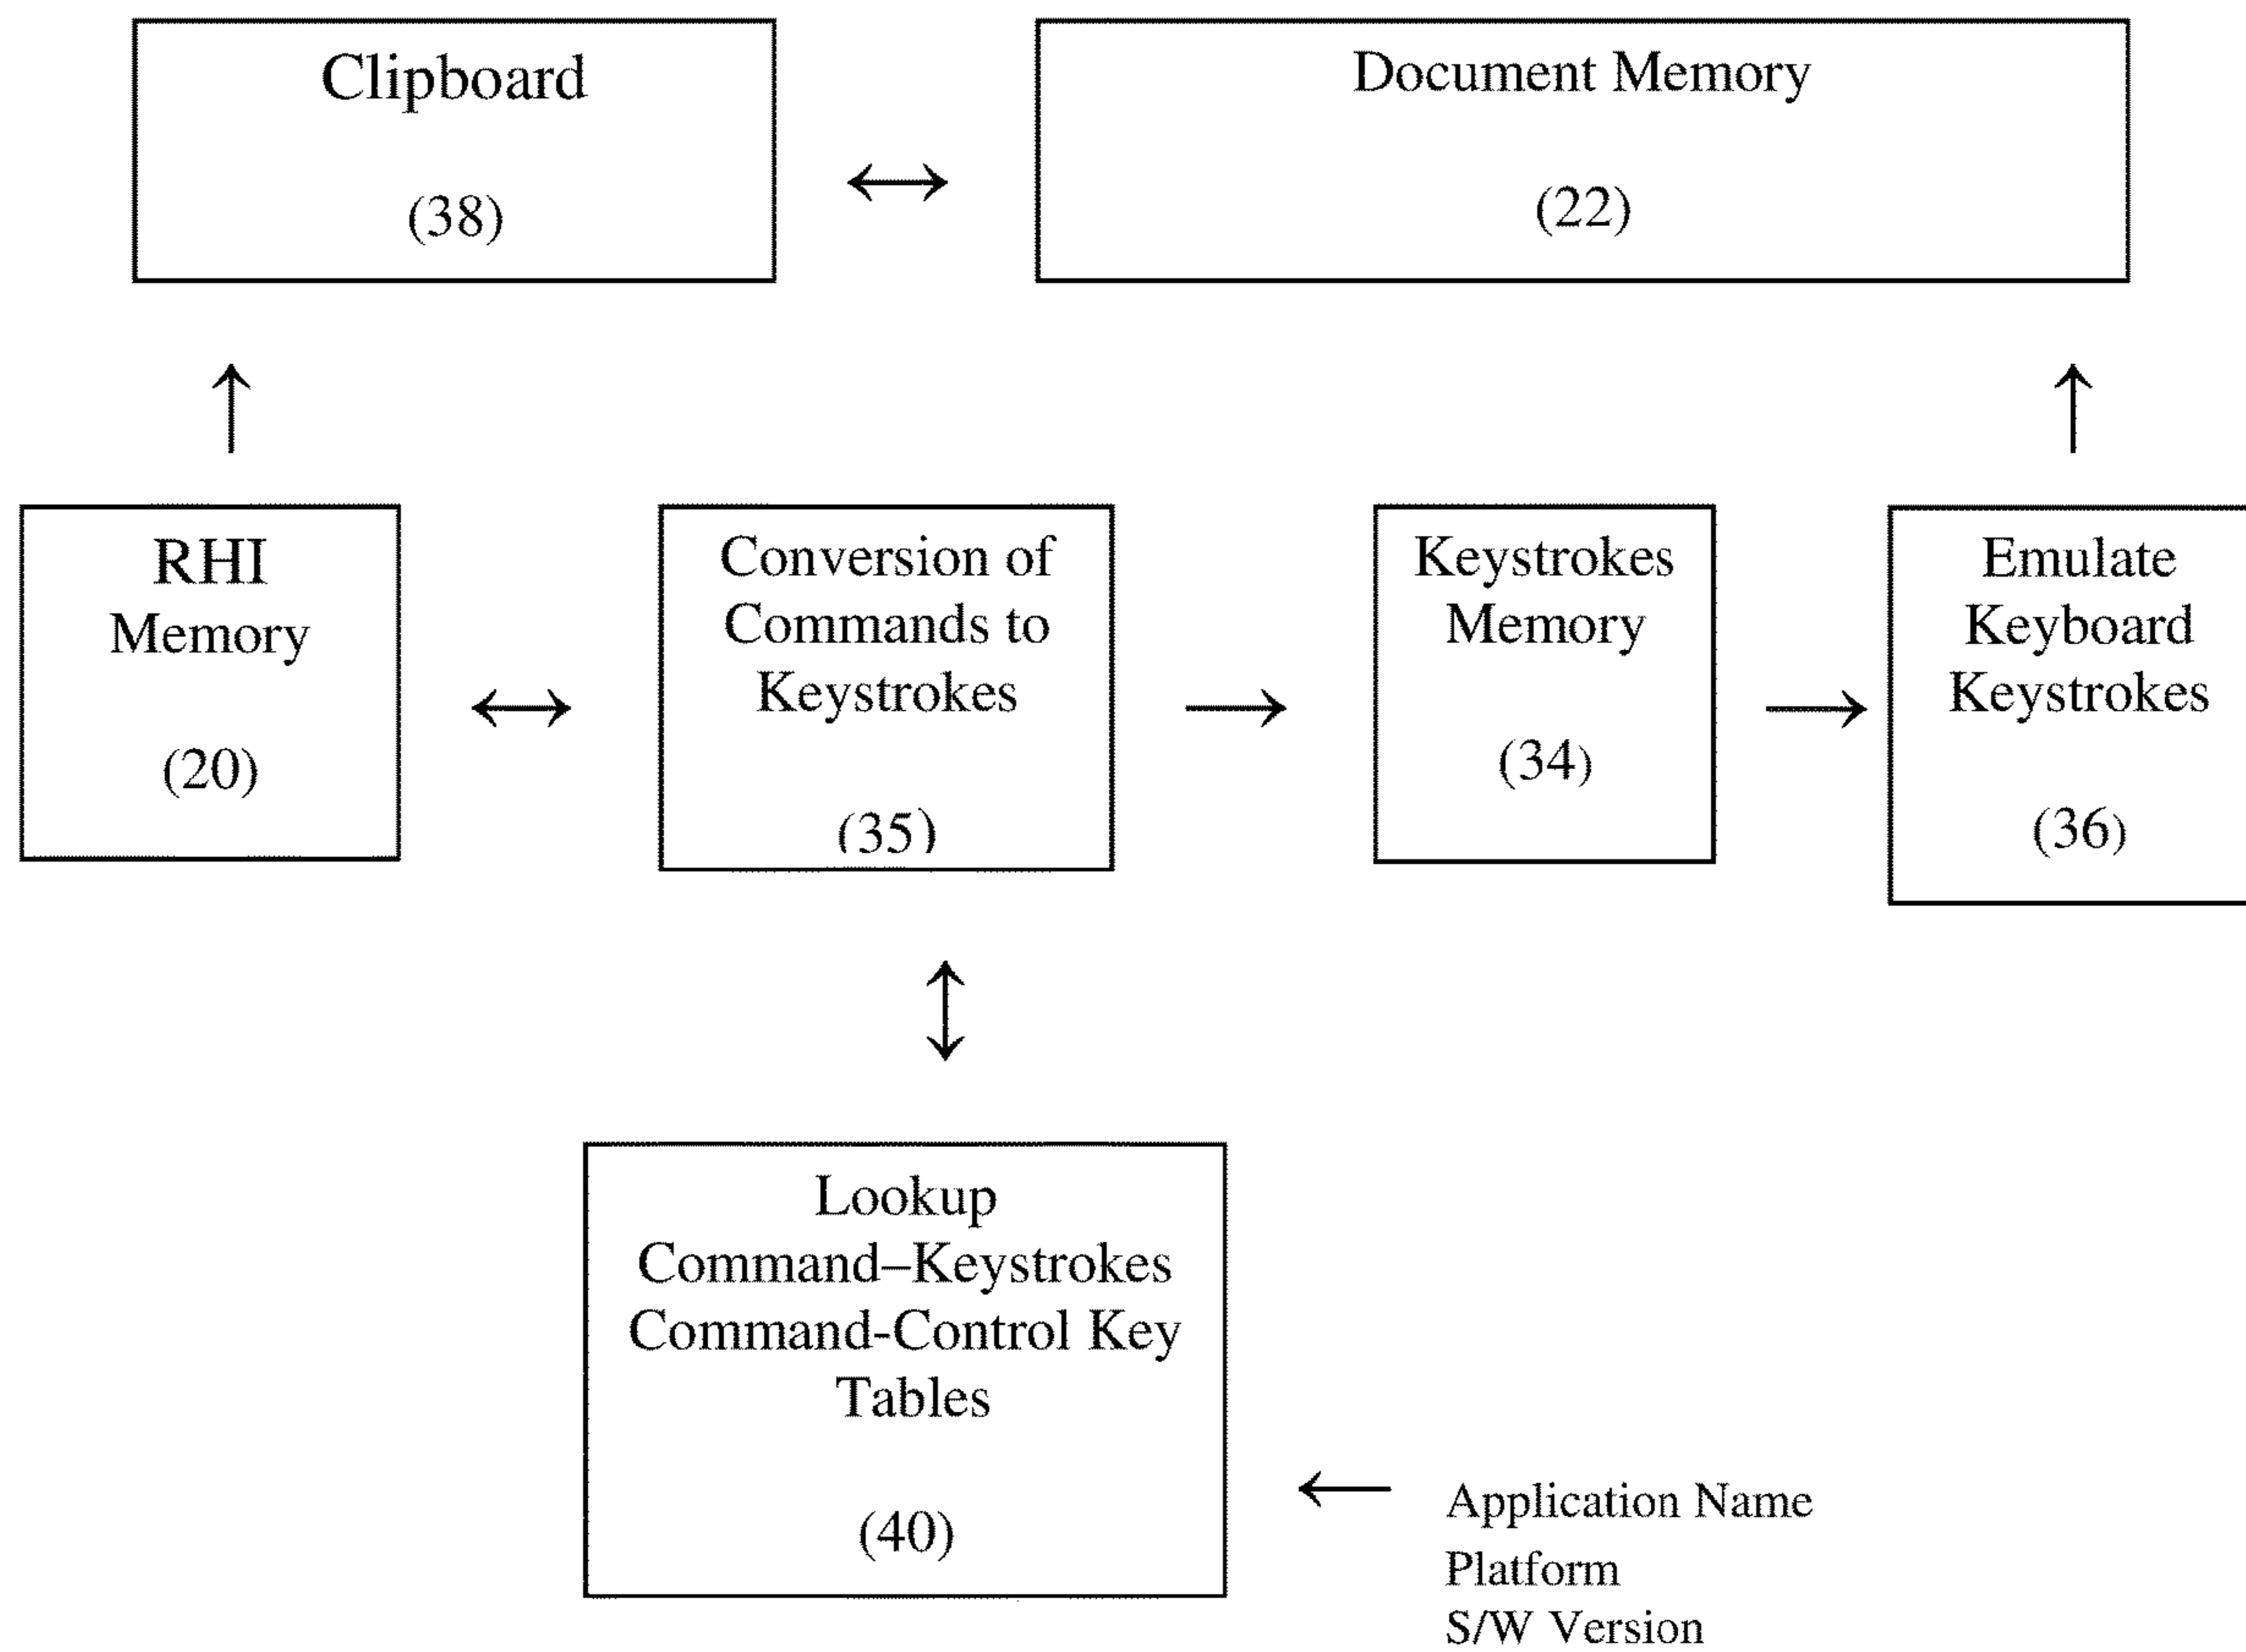 Clipboard
(38)
Document Memory
(22)
RHI
Memory
(20)
Conversion of
Commands to
Keystrokes
(35)
Keystrokes
Memory
(34)
Emulate
Keyboard
Keystrokes
(36)
Lookup
Command–Keystrokes
Command-Control Key
Tables
(40)
Application Name
Platform
S/W Version